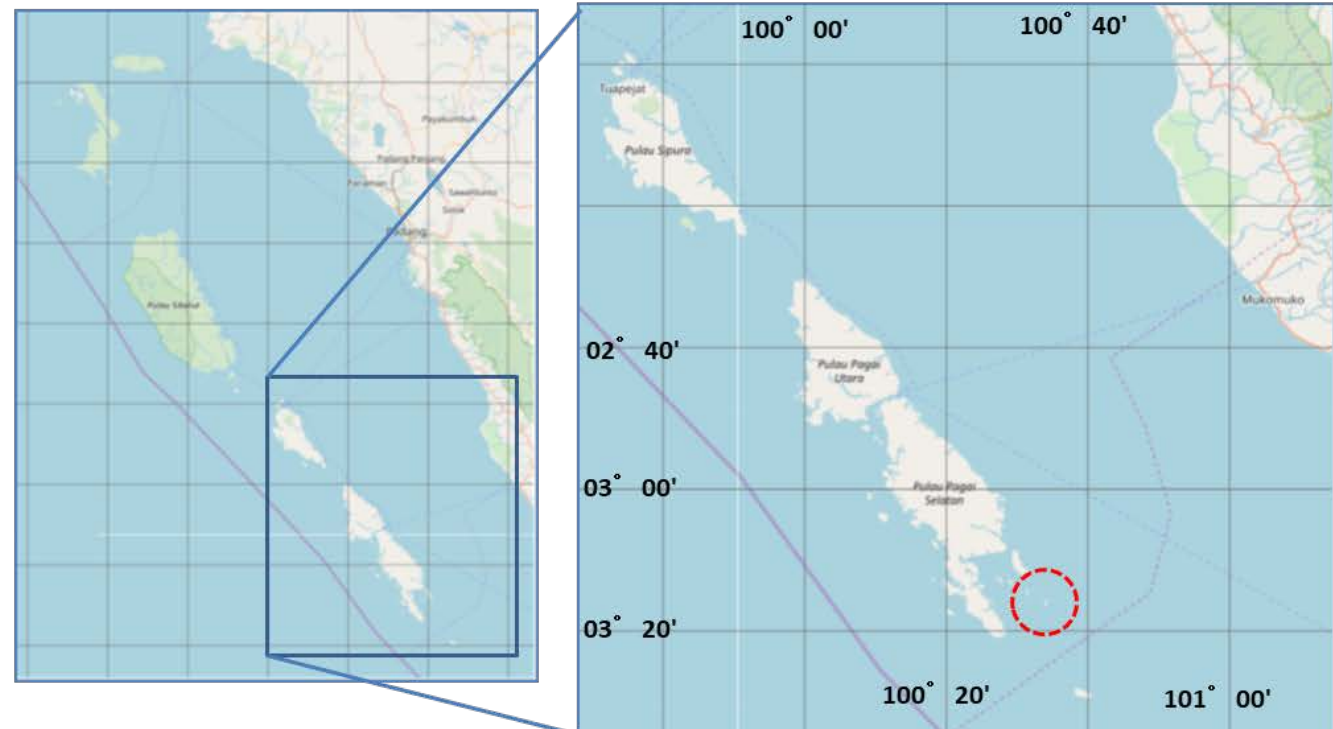 Payakumbuh
Padang Panjang
Pariaman
Sawahlunto
Solok
Padang
Pulau Siberut
100° 00'
100° 40'
Tuapejat
Pulau Sipura
Mukomuko
02° 40'
Pulau Pagai
Utara
03° 00'
Pulau Pagai
Selatan
03° 20'
100° 20'
101° 00'